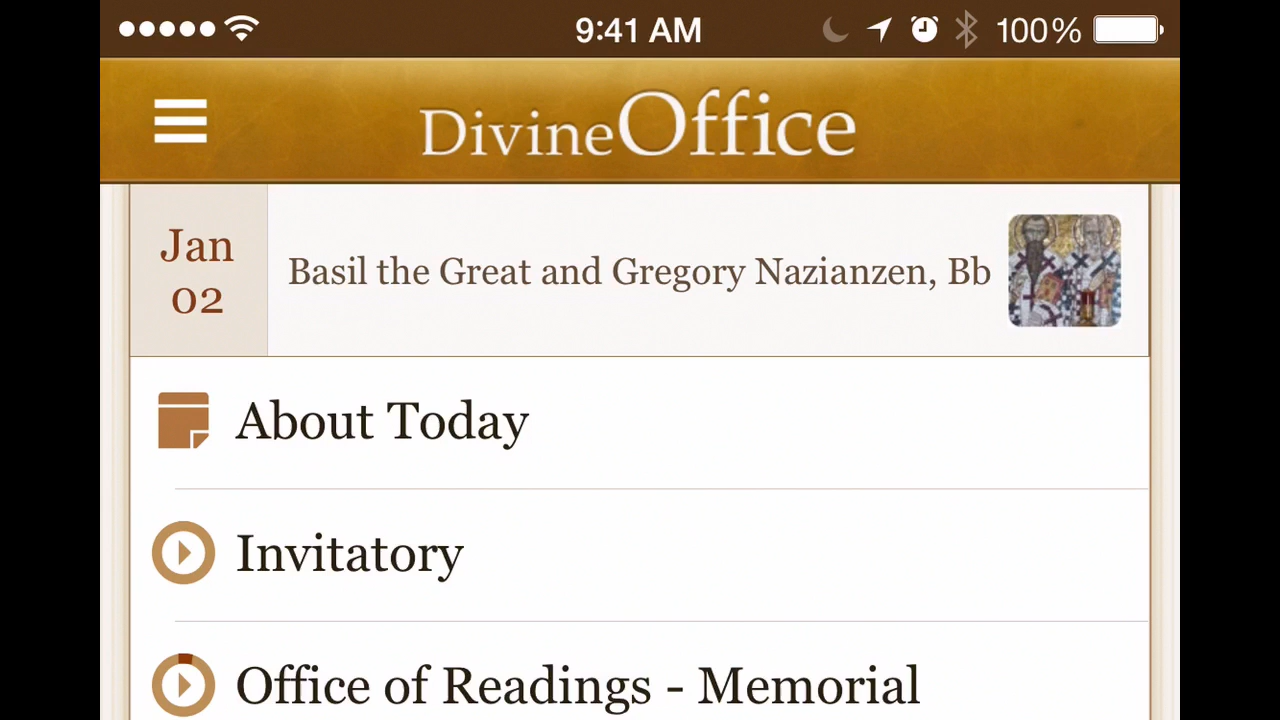 9:41 AM 100%
DivineOffice
Jan
02
Basil the Great and Gregory Nazianzen, Bb
About Today
Invitatory
Office of Readings - Memorial